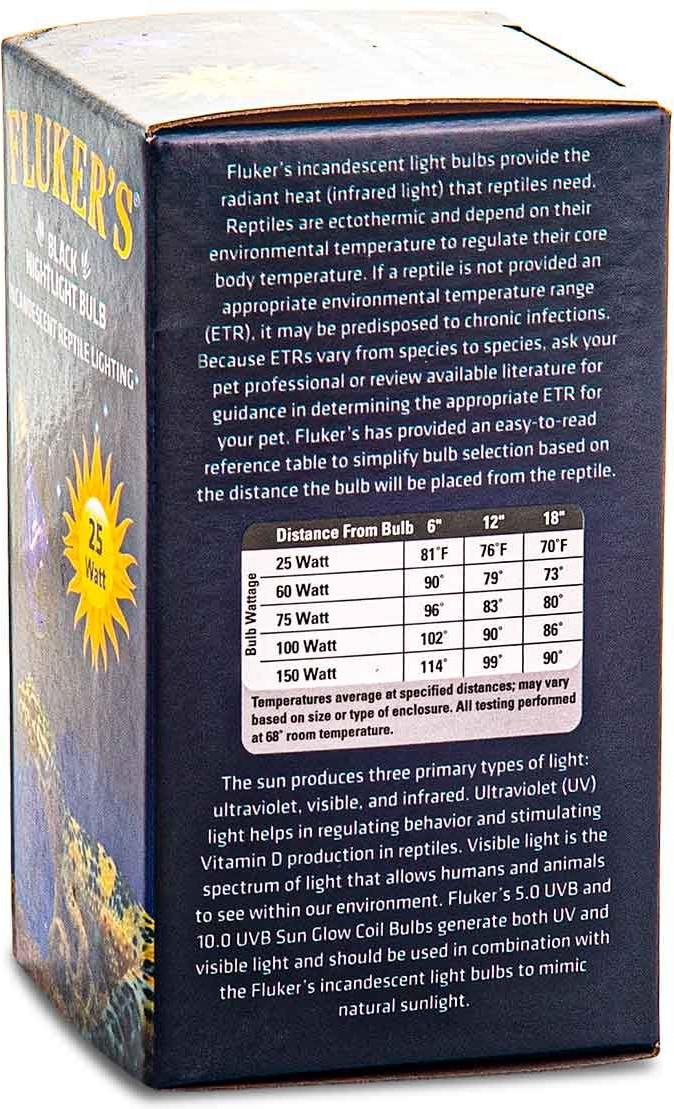 FLUKER'S®
BLACK
NIGHTLIGHT BULB
INCANDESCENT REPTILE LIGHTING
25
Watt
Fluker's incandescent light bulbs provide the
radiant heat (infrared light) that reptiles need.
Reptiles are ectothermic and depend on their
environmental temperature to regulate their core
body temperature. If a reptile is not provided an
appropriate environmental temperature range
(ETR), it may be predisposed to chronic infections.
Because ETRs vary from species to species, ask your
pet professional or review available literature for
guidance in determining the appropriate ETR for
your pet. Fluker's has provided an easy-to-read
reference table to simplify bulb selection based on
the distance the bulb will be placed from the reptile.
Distance From Bulb 6" 12" 18"
Bulb Wattage
25 Watt 81°F 76°F 70°F
60 Watt 90° 79° 73°
75 Watt 96° 83° 80°
100 Watt 102° 90° 86°
150 Watt 114° 99° 90°
Temperatures average at specified distances; may vary
based on size or type of enclosure. All testing performed
at 68° room temperature.
The sun produces three primary types of light:
ultraviolet, visible, and infrared. Ultraviolet (UV)
light helps in regulating behavior and stimulating
Vitamin D production in reptiles. Visible light is the
spectrum of light that allows humans and animals
to see within our environment. Fluker's 5.0 UVB and
10.0 UVB Sun Glow Coil Bulbs generate both UV and
visible light and should be used in combination with
the Fluker's incandescent light bulbs to mimic
natural sunlight.